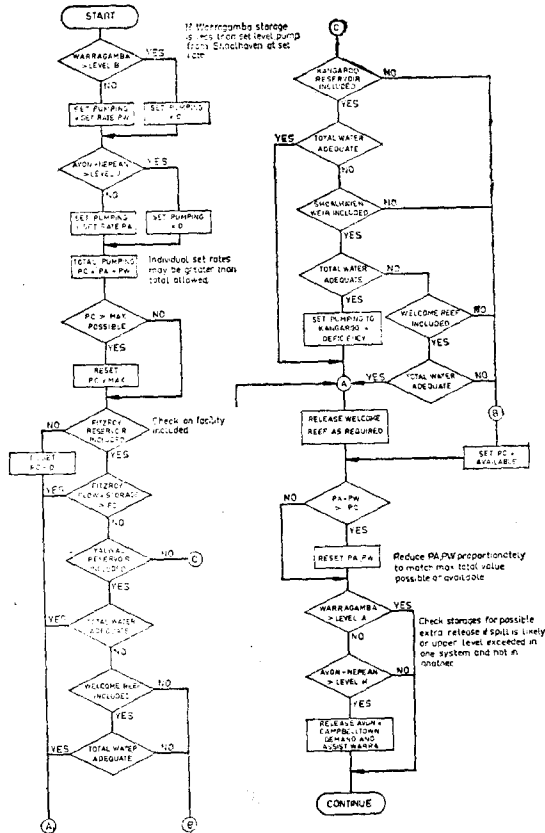 START
If Warragamba storage
is less than set level pump
from Shoalhaven at set
rate
WARRAGAMBA
>LEVEL B
YES
NO
SET PUMPING
SET RATE PW
SET PUMPING
= 0
AVON+NEPEAN
>LEVEL
YES
NO
SET PUMPING
SET RATE PA
SET PUMPING
= 0
TOTAL PUMPING
PC = PA + PW
Individual set rates
may be greater than
total allowed
PC > MAX
POSSIBLE
NO
YES
RESET
PC = MAX
Check on facility
included
FITZROY
RESERVOIR
INCLUDED
NO
YES
RESET
PC = 0
FITZROY
FLOW+STORAGE
> PC
YES
NO
YALWAL
RESERVOIR
INCLUDED
NO
C
YES
TOTAL WATER
ADEQUATE
YES
NO
WELCOME REEF
INCLUDED
NO
YES
TOTAL WATER
ADEQUATE
YES
NO
A
B
C
KANGAROO
RESERVOIR
INCLUDED
NO
YES
TOTAL WATER
ADEQUATE
YES
NO
SHOALHAVEN
WEIR INCLUDED
NO
YES
TOTAL WATER
ADEQUATE
NO
YES
SET PUMPING TO
KANGAROO =
DEFICIENCY
WELCOME REEF
INCLUDED
NO
YES
TOTAL WATER
ADEQUATE
YES
NO
A
B
RELEASE WELCOME
REEF AS REQUIRED
SET PC =
AVAILABLE
PA+PW
> PC
NO
YES
RESET PA,PW
Reduce PA,PW proportionately
to match max total value
possible or available
WARRAGAMBA
>LEVEL A
YES
NO
Check storages for possible
extra release if spill is likely
or upper level exceeded in
one system and not in
another
AVON+NEPEAN
>LEVEL H
NO
YES
RELEASE AVON +
CAMPBELLTOWN
DEMAND AND
ASSIST WARRA
CONTINUE